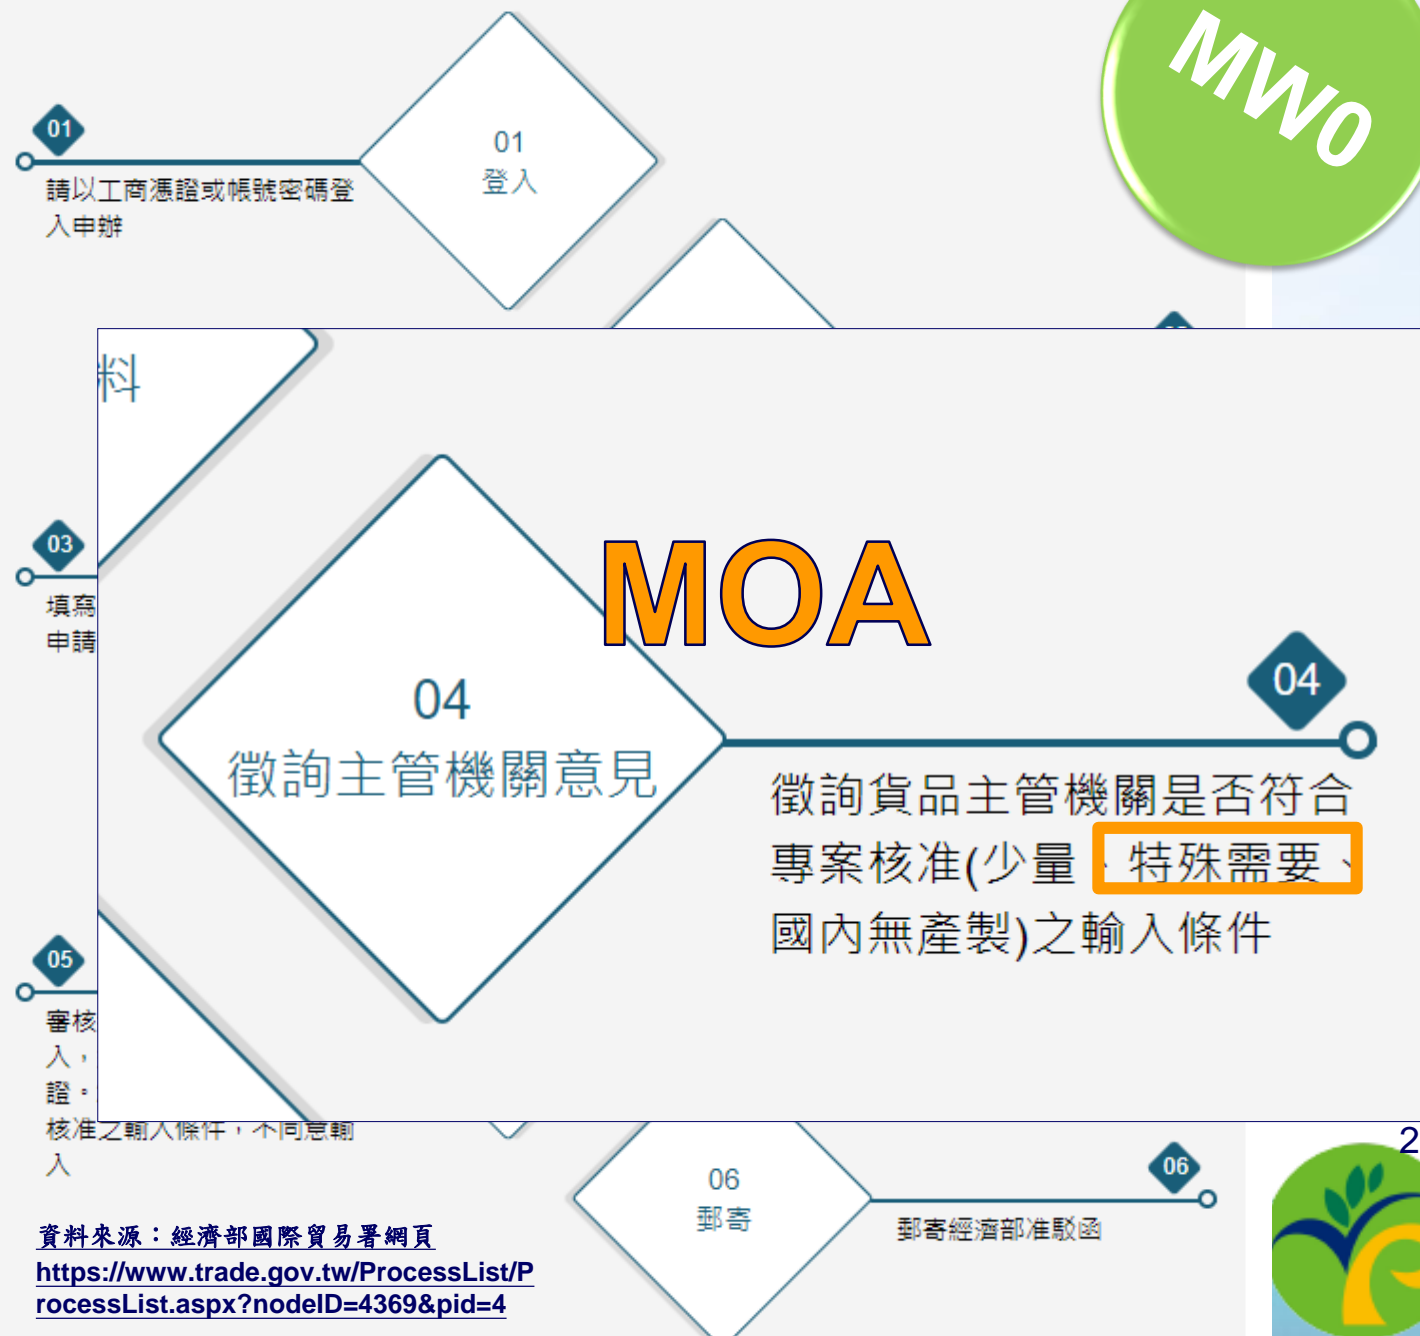 MW0
01
01
登入
請以工商憑證或帳號密碼登
入申辦
料
MOA
03
填寫
申請
04
04
徵詢主管機關意見
徵詢貨品主管機關是否符合
專案核准(少量、特殊需要、
國內無產製)之輸入條件
05
審核
入，
證。
核准之輸入條件，不同意輸
入
2
06
06
郵寄
郵寄經濟部准駁函
資料來源：經濟部國際貿易署網頁
https://www.trade.gov.tw/ProcessList/P
rocessList.aspx?nodeID=4369&pid=4